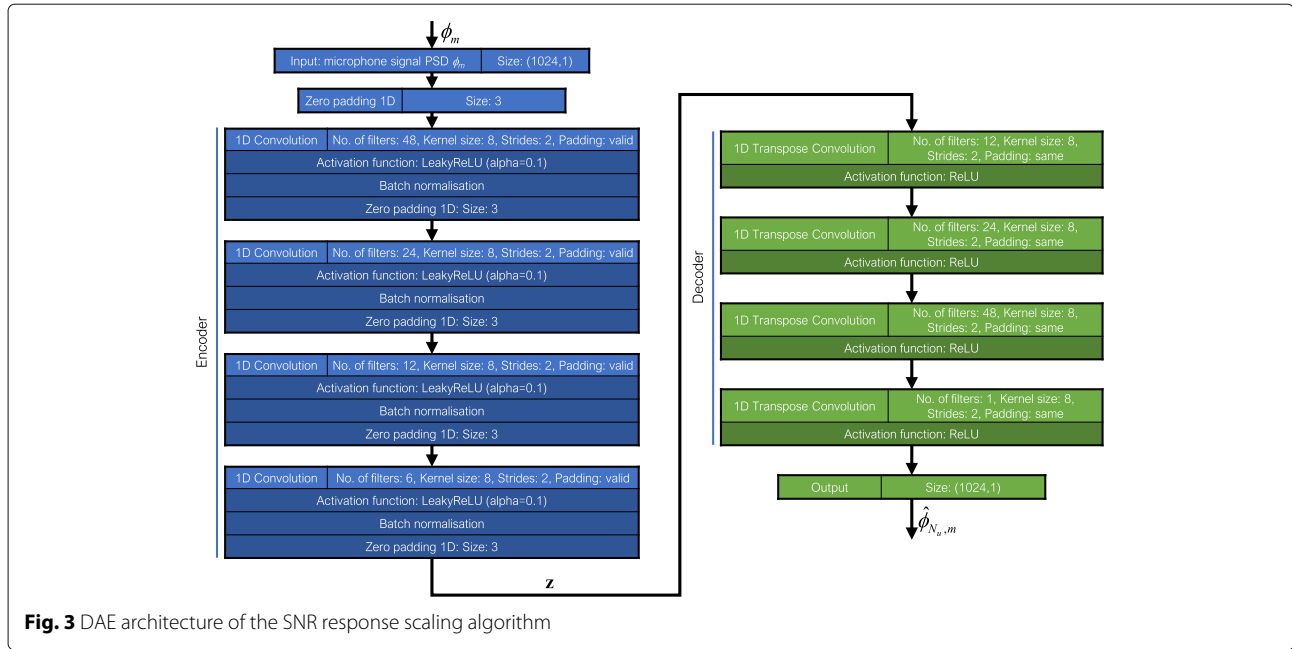 ϕₘ
Input: microphone signal PSD ϕₘ Size: (1024,1)
Zero padding 1D Size: 3
Encoder
1D Convolution No. of filters: 48, Kernel size: 8, Strides: 2, Padding: valid
Activation function: LeakyReLU (alpha=0.1)
Batch normalisation
Zero padding 1D: Size: 3
1D Convolution No. of filters: 24, Kernel size: 8, Strides: 2, Padding: valid
Activation function: LeakyReLU (alpha=0.1)
Batch normalisation
Zero padding 1D: Size: 3
1D Convolution No. of filters: 12, Kernel size: 8, Strides: 2, Padding: valid
Activation function: LeakyReLU (alpha=0.1)
Batch normalisation
Zero padding 1D: Size: 3
1D Convolution No. of filters: 6, Kernel size: 8, Strides: 2, Padding: valid
Activation function: LeakyReLU (alpha=0.1)
Batch normalisation
Zero padding 1D: Size: 3
z
Decoder
1D Transpose Convolution No. of filters: 12, Kernel size: 8,
Strides: 2, Padding: same
Activation function: ReLU
1D Transpose Convolution No. of filters: 24, Kernel size: 8,
Strides: 2, Padding: same
Activation function: ReLU
1D Transpose Convolution No. of filters: 48, Kernel size: 8,
Strides: 2, Padding: same
Activation function: ReLU
1D Transpose Convolution No. of filters: 1, Kernel size: 8,
Strides: 2, Padding: same
Activation function: ReLU
Output Size: (1024,1)
ϕ̂_{N_u,m}
Fig. 3 DAE architecture of the SNR response scaling algorithm